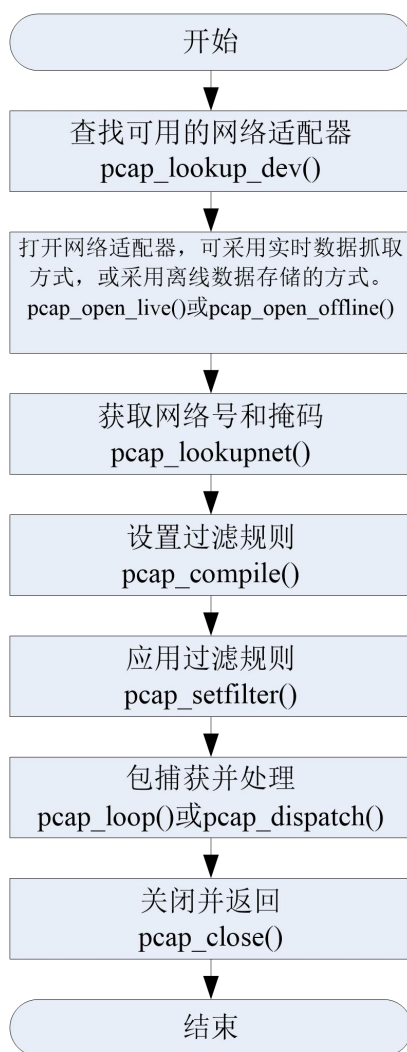 开始
查找可用的网络适配器
pcap_lookup_dev()
打开网络适配器，可采用实时数据抓取
方式，或采用离线数据存储的方式。
pcap_open_live()或pcap_open_offline()
获取网络号和掩码
pcap_lookupnet()
设置过滤规则
pcap_compile()
应用过滤规则
pcap_setfilter()
包捕获并处理
pcap_loop()或pcap_dispatch()
关闭并返回
pcap_close()
结束